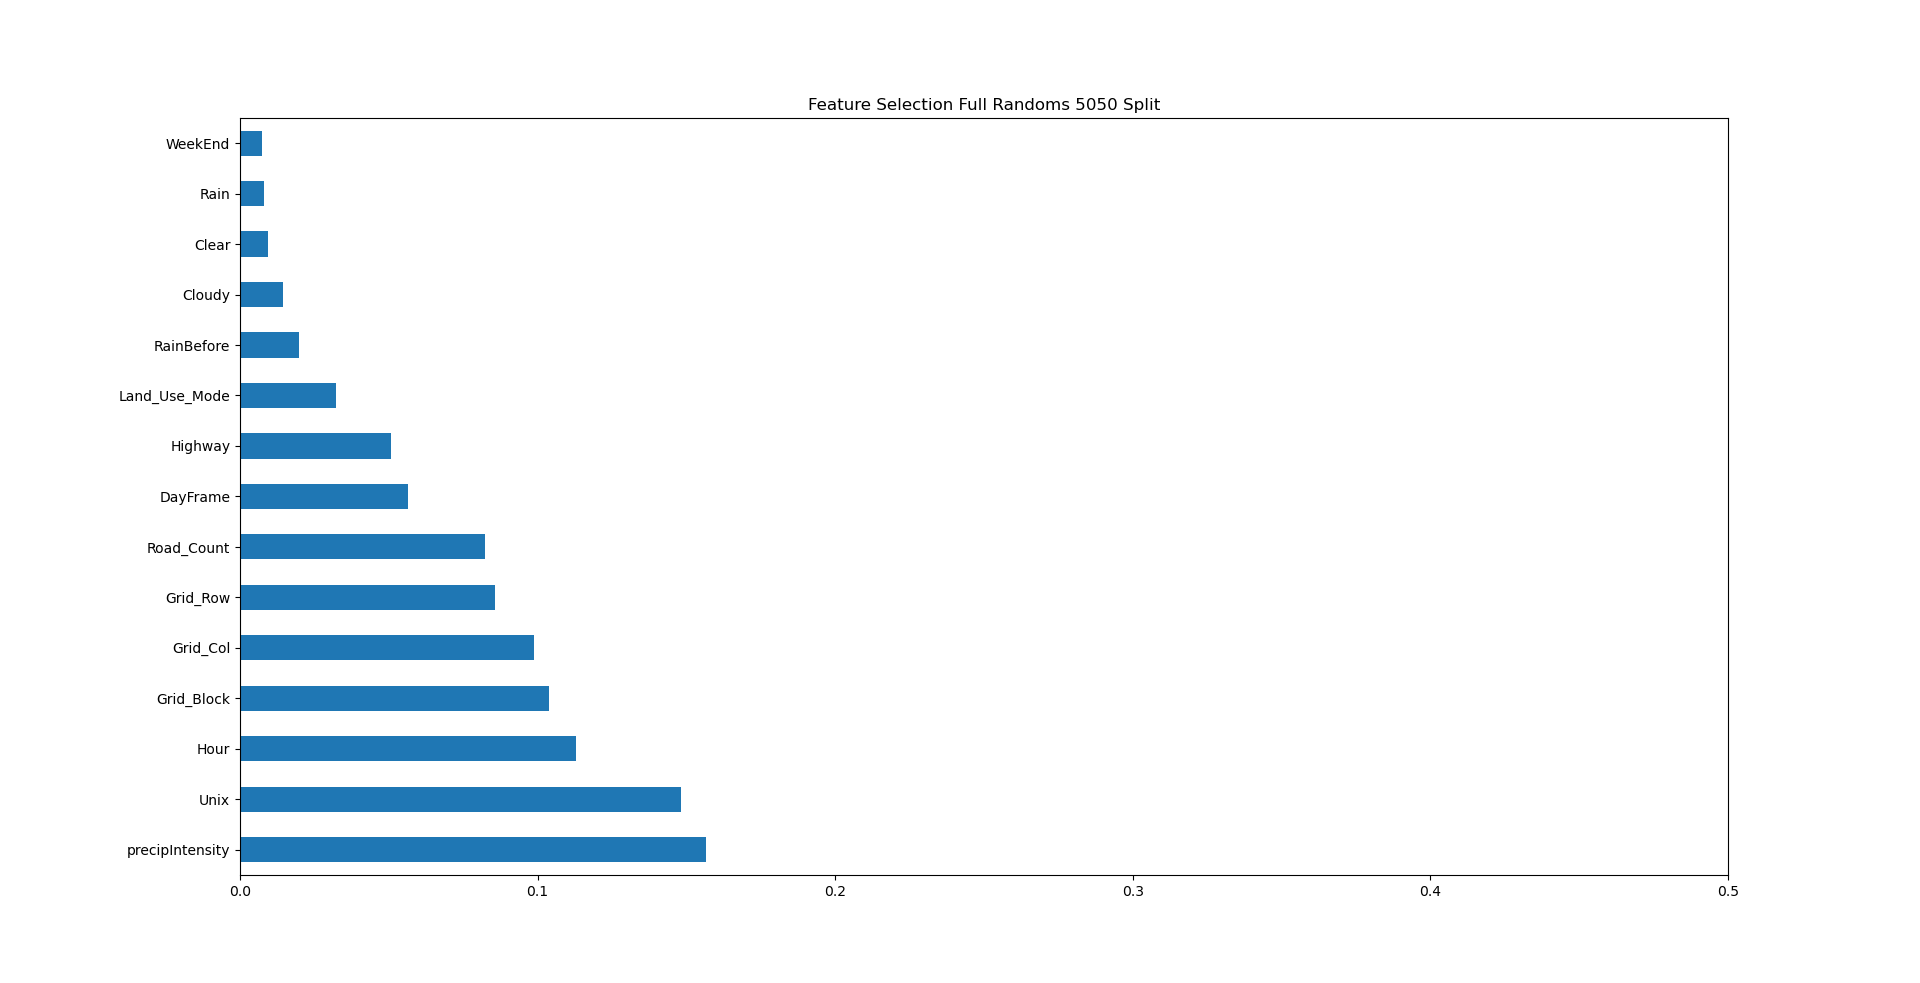 Feature Selection Full Randoms 5050 Split
WeekEnd
Rain
Clear
Cloudy
RainBefore
Land_Use_Mode
Highway
DayFrame
Road_Count
Grid_Row
Grid_Col
Grid_Block
Hour
Unix
precipIntensity
0.0 0.1 0.2 0.3 0.4 0.5